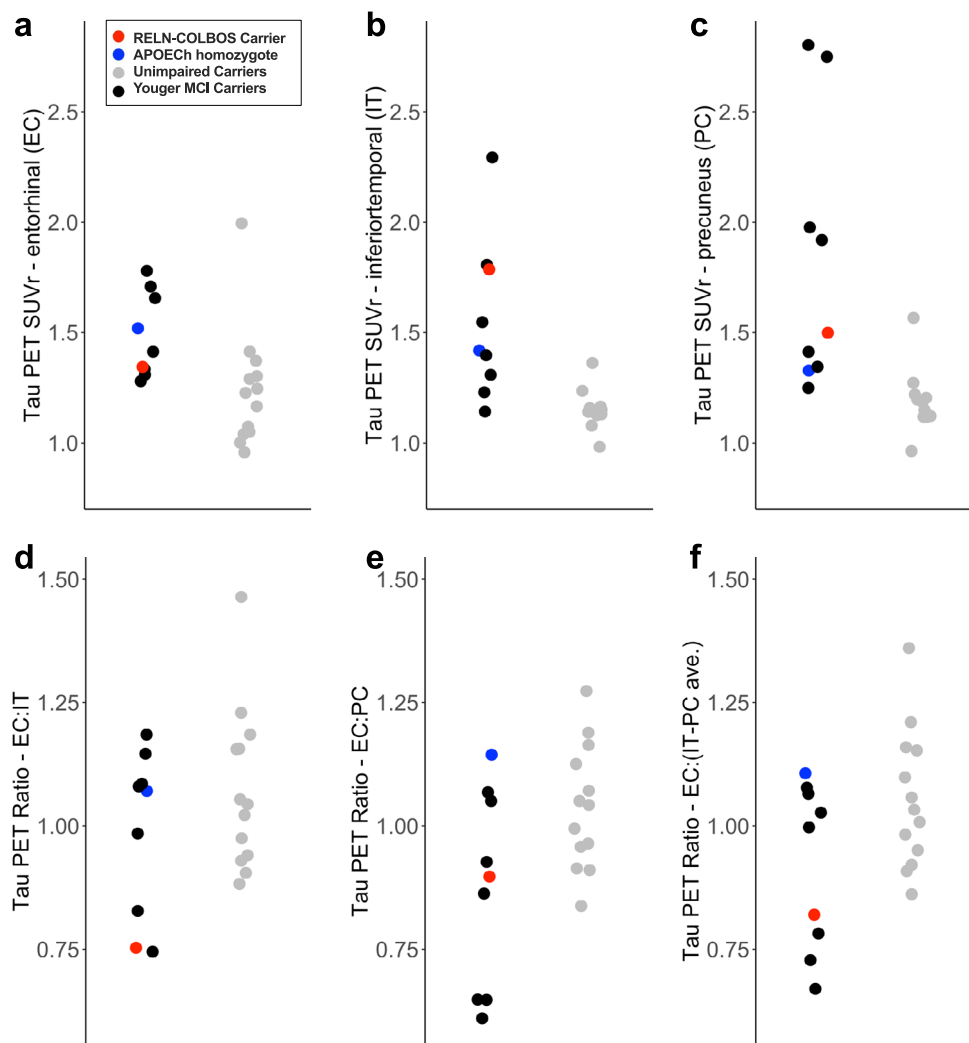 a
RELN-COLBOS Carrier
APOECh homozygote
Unimpaired Carriers
Youger MCI Carriers
Tau PET SUVr - entorhinal (EC)
2.5
2.0
1.5
1.0
b
Tau PET SUVr - inferiortemporal (IT)
2.5
2.0
1.5
1.0
c
Tau PET SUVr - precuneus (PC)
2.5
2.0
1.5
1.0
d
Tau PET Ratio - EC:IT
1.50
1.25
1.00
0.75
e
Tau PET Ratio - EC:PC
1.50
1.25
1.00
0.75
f
Tau PET Ratio - EC:(IT-PC ave.)
1.50
1.25
1.00
0.75